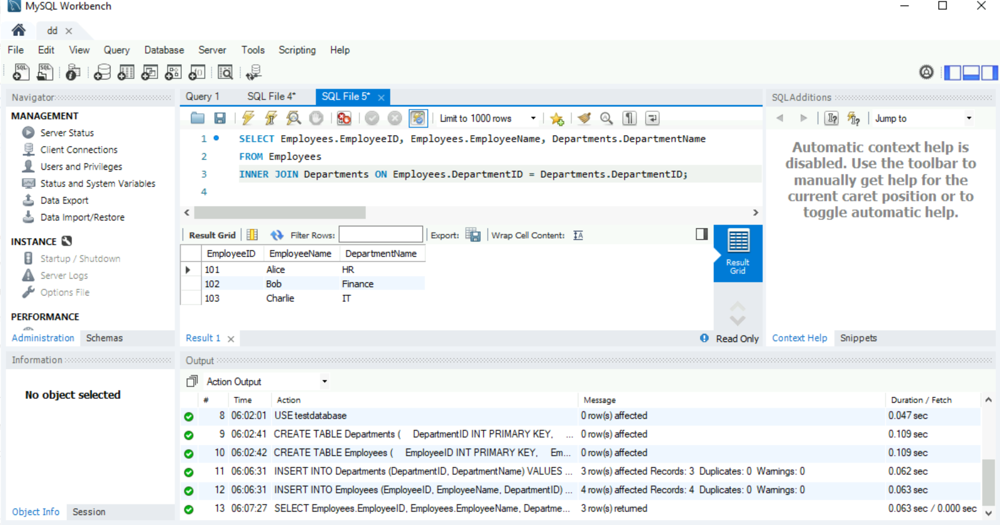 MySQL Workbench
dd
File Edit View Query Database Server Tools Scripting Help
Navigator
MANAGEMENT
Server Status
Client Connections
Users and Privileges
Status and System Variables
Data Export
Data Import/Restore
INSTANCE
Startup / Shutdown
Server Logs
Options File
PERFORMANCE
Administration Schemas
Query 1 SQL File 4* SQL File 5*
Limit to 1000 rows
1 SELECT Employees.EmployeeID, Employees.EmployeeName, Departments.DepartmentName
2 FROM Employees
3 INNER JOIN Departments ON Employees.DepartmentID = Departments.DepartmentID;
4
Result Grid Filter Rows: Export: Wrap Cell Content:
EmployeeID EmployeeName DepartmentName
101 Alice HR
102 Bob Finance
103 Charlie IT
Result
Grid
Result 1 Read Only
SQLAdditions
Jump to
Automatic context help is
disabled. Use the toolbar to
manually get help for the
current caret position or to
toggle automatic help.
Context Help Snippets
Information
No object selected
Object Info Session
Output
Action Output
# Time Action Message Duration / Fetch
8 06:02:01 USE testdatabase 0 row(s) affected 0.047 sec
9 06:02:41 CREATE TABLE Departments ( DepartmentID INT PRIMARY KEY, ... 0 row(s) affected 0.109 sec
10 06:02:42 CREATE TABLE Employees ( EmployeeID INT PRIMARY KEY, Em... 0 row(s) affected 0.109 sec
11 06:06:31 INSERT INTO Departments (DepartmentID, DepartmentName) VALUES ... 3 row(s) affected Records: 3 Duplicates: 0 Warnings: 0 0.062 sec
12 06:06:31 INSERT INTO Employees (EmployeeID, EmployeeName, DepartmentID) ... 4 row(s) affected Records: 4 Duplicates: 0 Warnings: 0 0.063 sec
13 06:07:27 SELECT Employees.EmployeeID, Employees.EmployeeName, Departme... 3 row(s) returned 0.063 sec / 0.000 sec